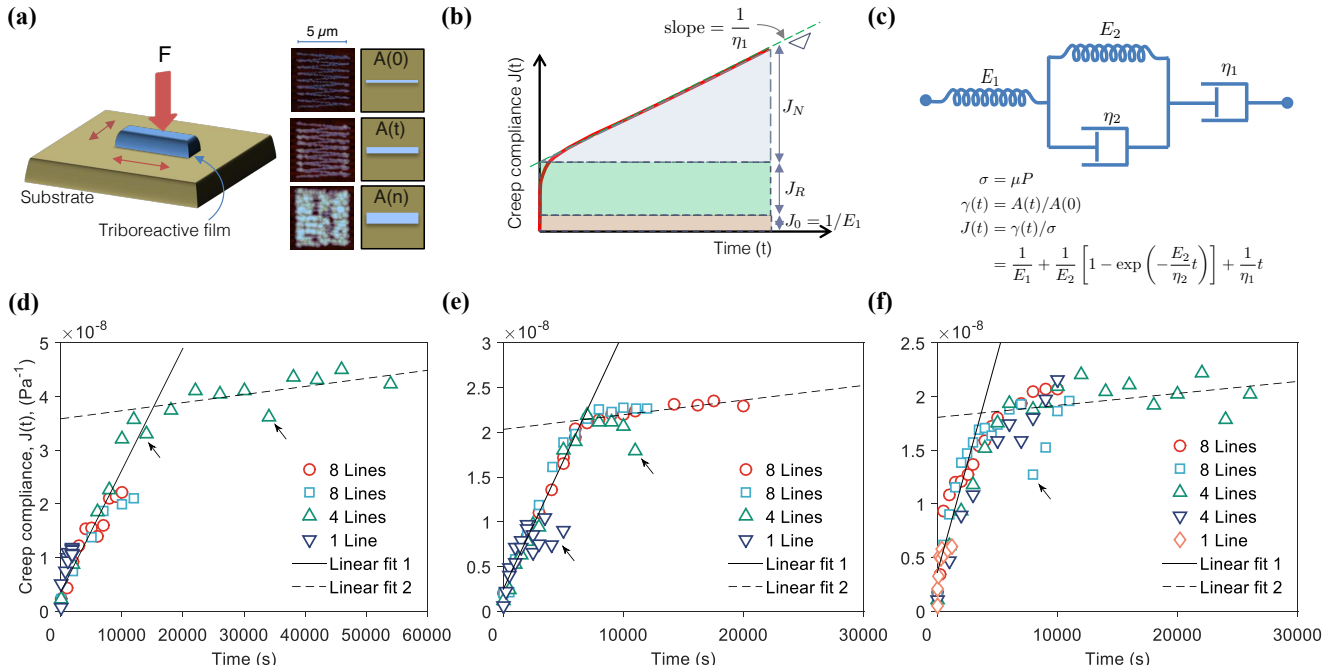 (a)
F
Substrate
Triboreactive film
5 μm
A(0)
A(t)
A(n)
(b)
Creep compliance J(t)
Time (t)
slope = 1/η₁
J_N
J_R
J₀ = 1/E₁
(c)
E₁
E₂
η₂
η₁
σ = μP
γ(t) = A(t)/A(0)
J(t) = γ(t)/σ
= 1/E₁ + 1/E₂ [1 − exp (−E₂/η₂ t)] + 1/η₁ t
(d)
×10⁻⁸
Creep compliance, J(t), (Pa⁻¹)
5
4
3
2
1
0
8 Lines
8 Lines
4 Lines
1 Line
Linear fit 1
Linear fit 2
0 10000 20000 30000 40000 50000 60000
Time (s)
(e)
×10⁻⁸
3
2.5
2
1.5
1
0.5
0
8 Lines
8 Lines
4 Lines
1 Line
Linear fit 1
Linear fit 2
0 10000 20000 30000
Time (s)
(f)
×10⁻⁸
2.5
2
1.5
1
0.5
0
8 Lines
8 Lines
4 Lines
4 Lines
1 Line
Linear fit 1
Linear fit 2
0 10000 20000 30000
Time (s)